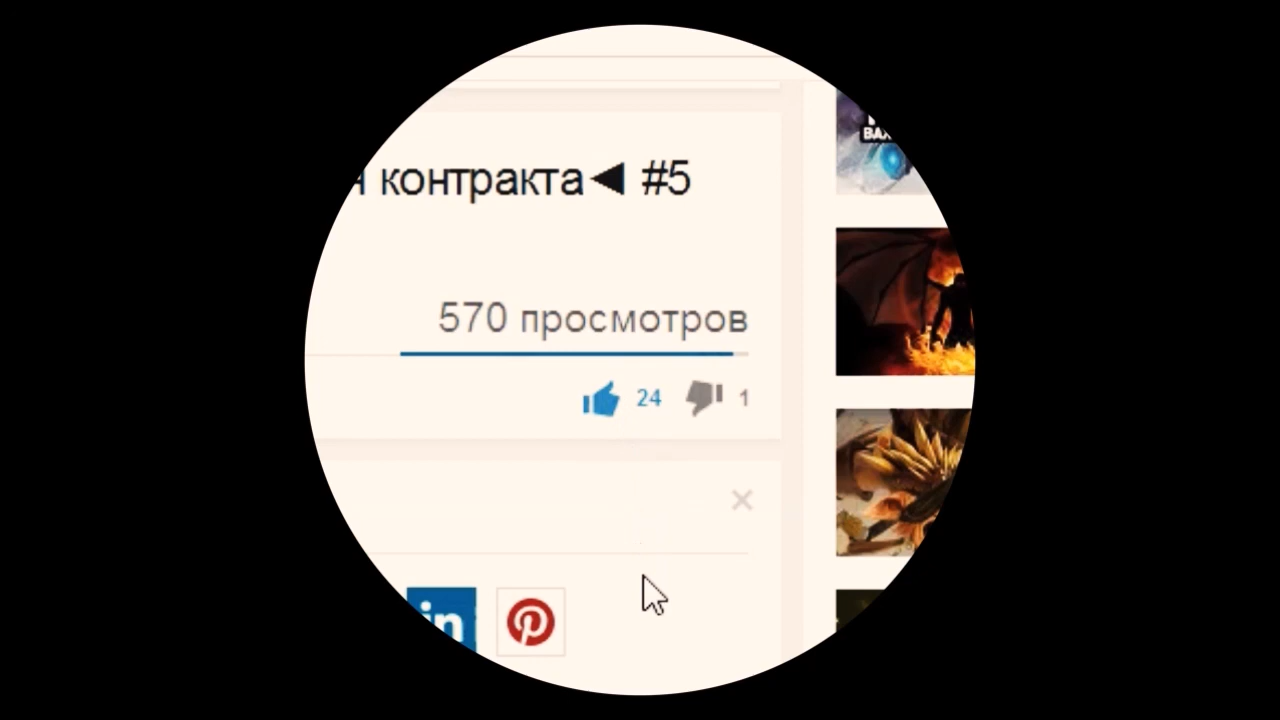 контракта◄ #5
570 просмотров
24 1
in